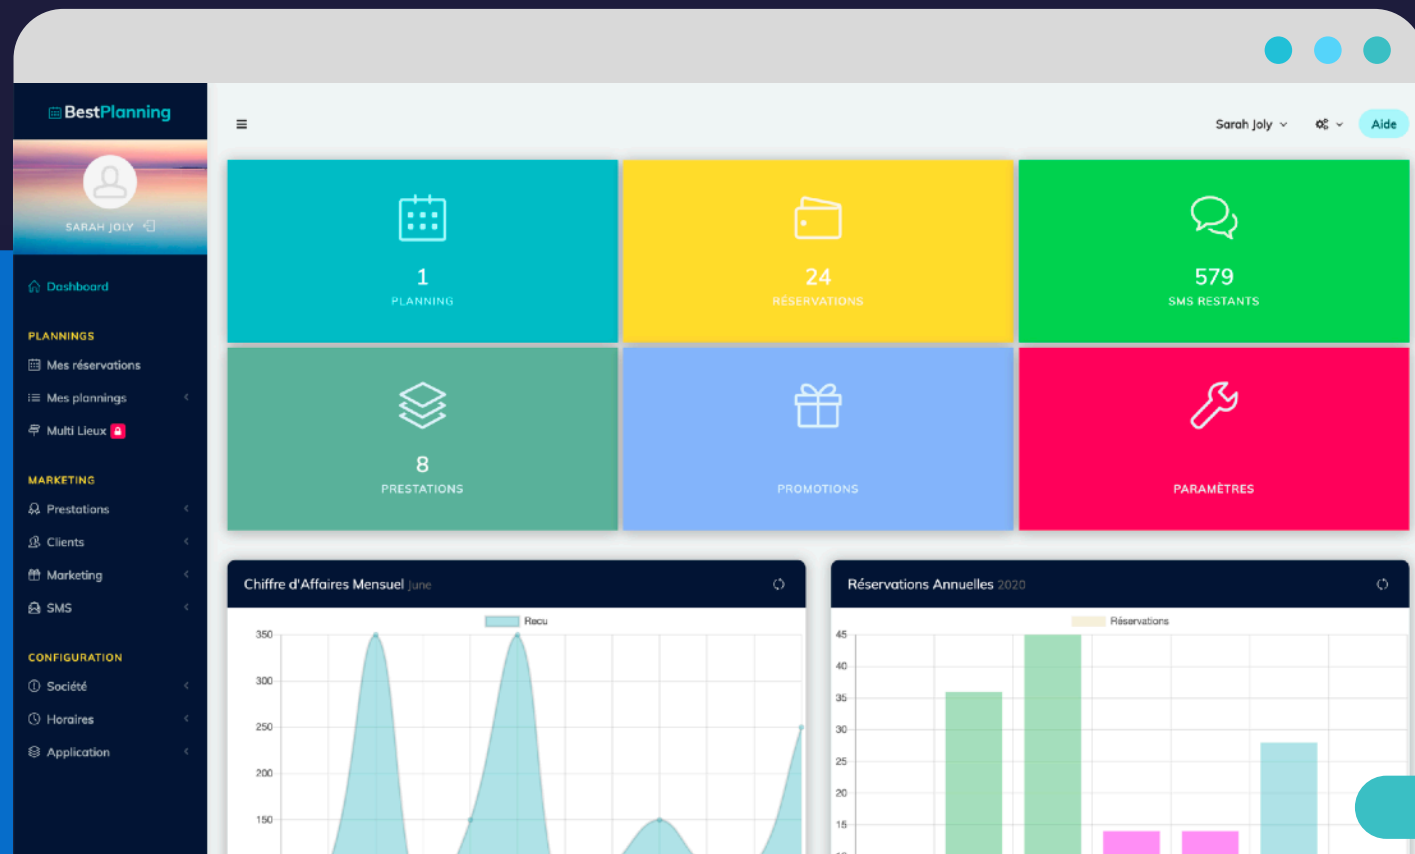 BestPlanning
Sarah Joly
Aide
SARAH JOLY
Dashboard
PLANNINGS
Mes réservations
Mes plannings
Multi Lieux
MARKETING
Prestations
Clients
Marketing
SMS
CONFIGURATION
Société
Horaires
Application
1
PLANNING
24
RÉSERVATIONS
579
SMS RESTANTS
8
PRESTATIONS
PROMOTIONS
PARAMÈTRES
Chiffre d'Affaires Mensuel June
Recu
350
300
250
200
150
Réservations Annuelles 2020
Réservations
45
40
35
30
25
20
15